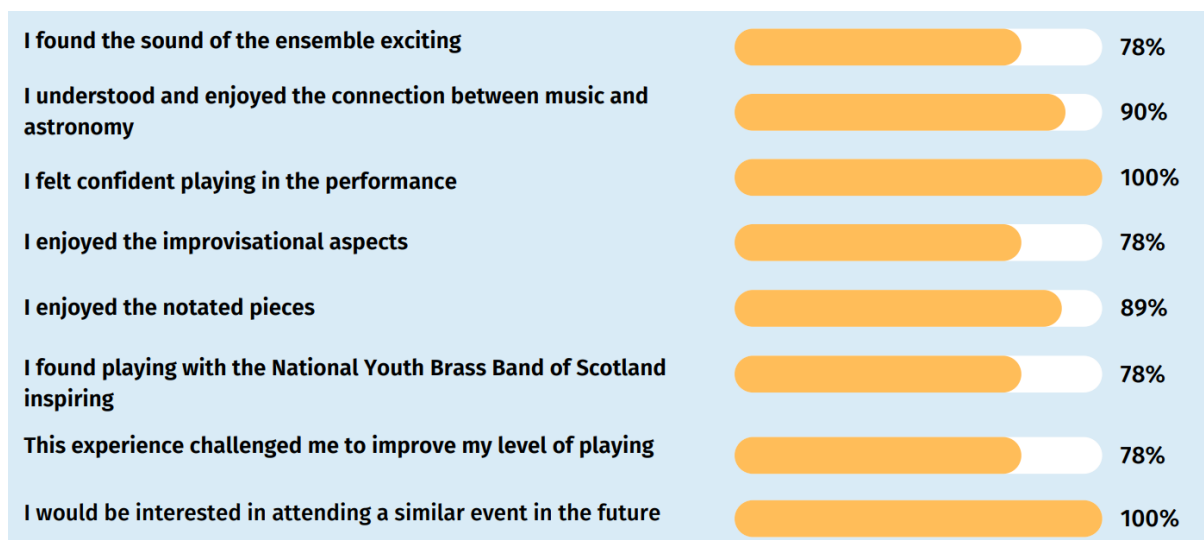 I found the sound of the ensemble exciting
78%
I understood and enjoyed the connection between music and
astronomy
90%
I felt confident playing in the performance
100%
I enjoyed the improvisational aspects
78%
I enjoyed the notated pieces
89%
I found playing with the National Youth Brass Band of Scotland
inspiring
78%
This experience challenged me to improve my level of playing
78%
I would be interested in attending a similar event in the future
100%